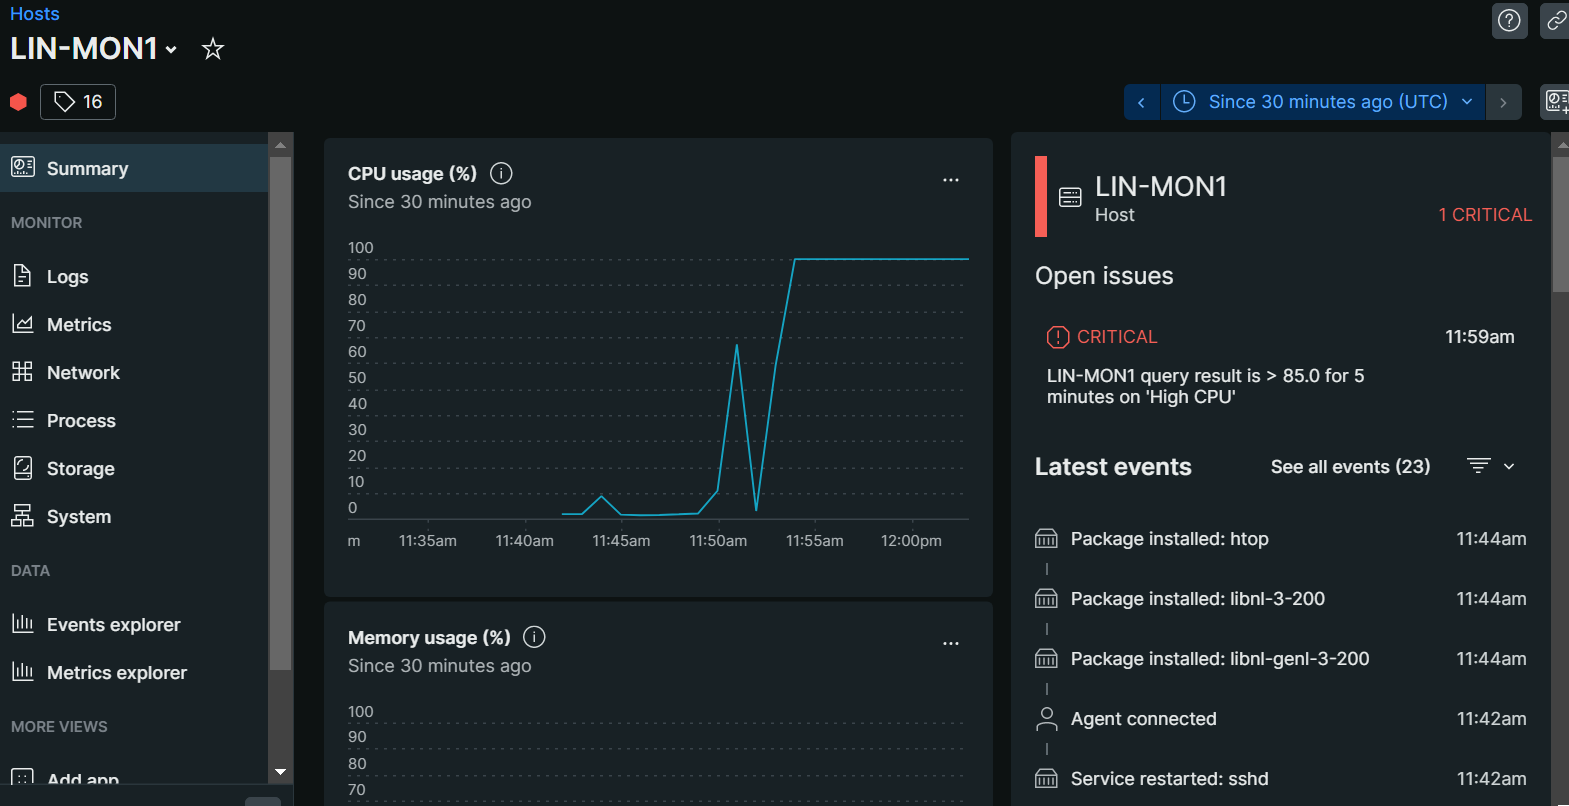 Hosts
LIN-MON1
16
Since 30 minutes ago (UTC)
Summary
MONITOR
Logs
Metrics
Network
Process
Storage
System
DATA
Events explorer
Metrics explorer
MORE VIEWS
Add app
CPU usage (%)
Since 30 minutes ago
...
100
90
80
70
60
50
40
30
20
10
0
m 11:35am 11:40am 11:45am 11:50am 11:55am 12:00pm
Memory usage (%)
Since 30 minutes ago
...
100
90
80
70
LIN-MON1
Host
1 CRITICAL
Open issues
CRITICAL 11:59am
LIN-MON1 query result is > 85.0 for 5
minutes on 'High CPU'
Latest events See all events (23)
Package installed: htop 11:44am
Package installed: libnl-3-200 11:44am
Package installed: libnl-genl-3-200 11:44am
Agent connected 11:42am
Service restarted: sshd 11:42am